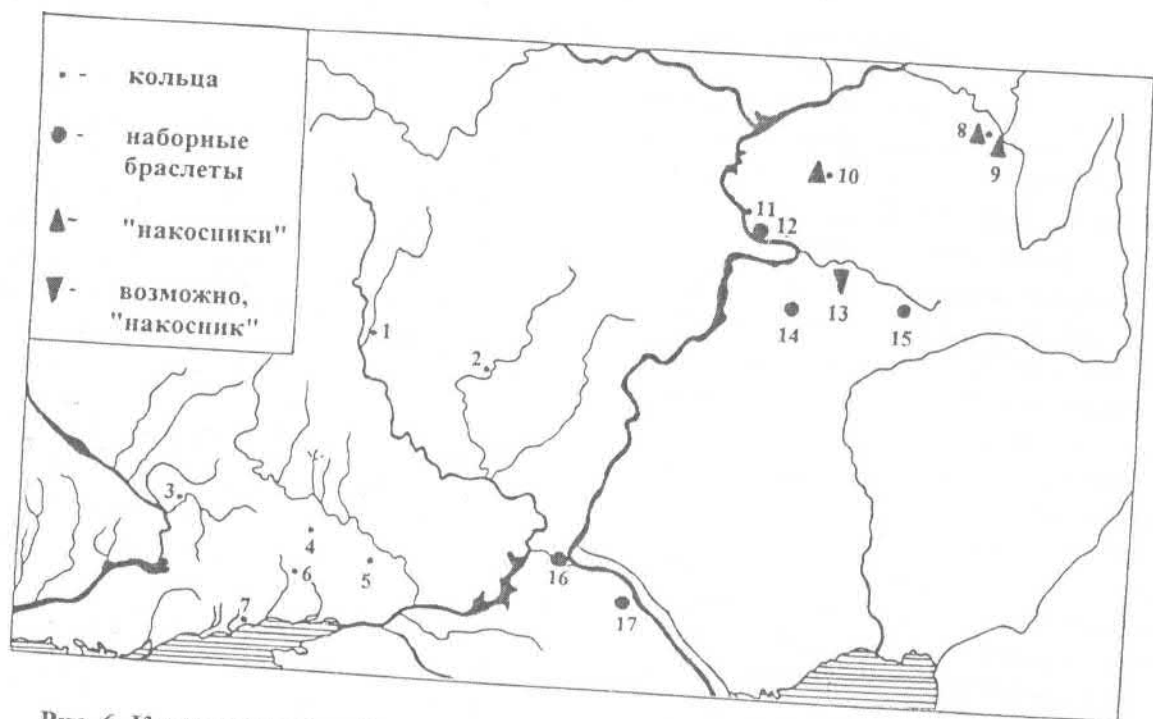 · - кольца
● - наборные
браслеты
▲ - "накосники"
▼ - возможно,
"накосник"
8
9
10
11
12
13
14
15
1
2
3
4
5
6
7
16
17
Рис. 6.